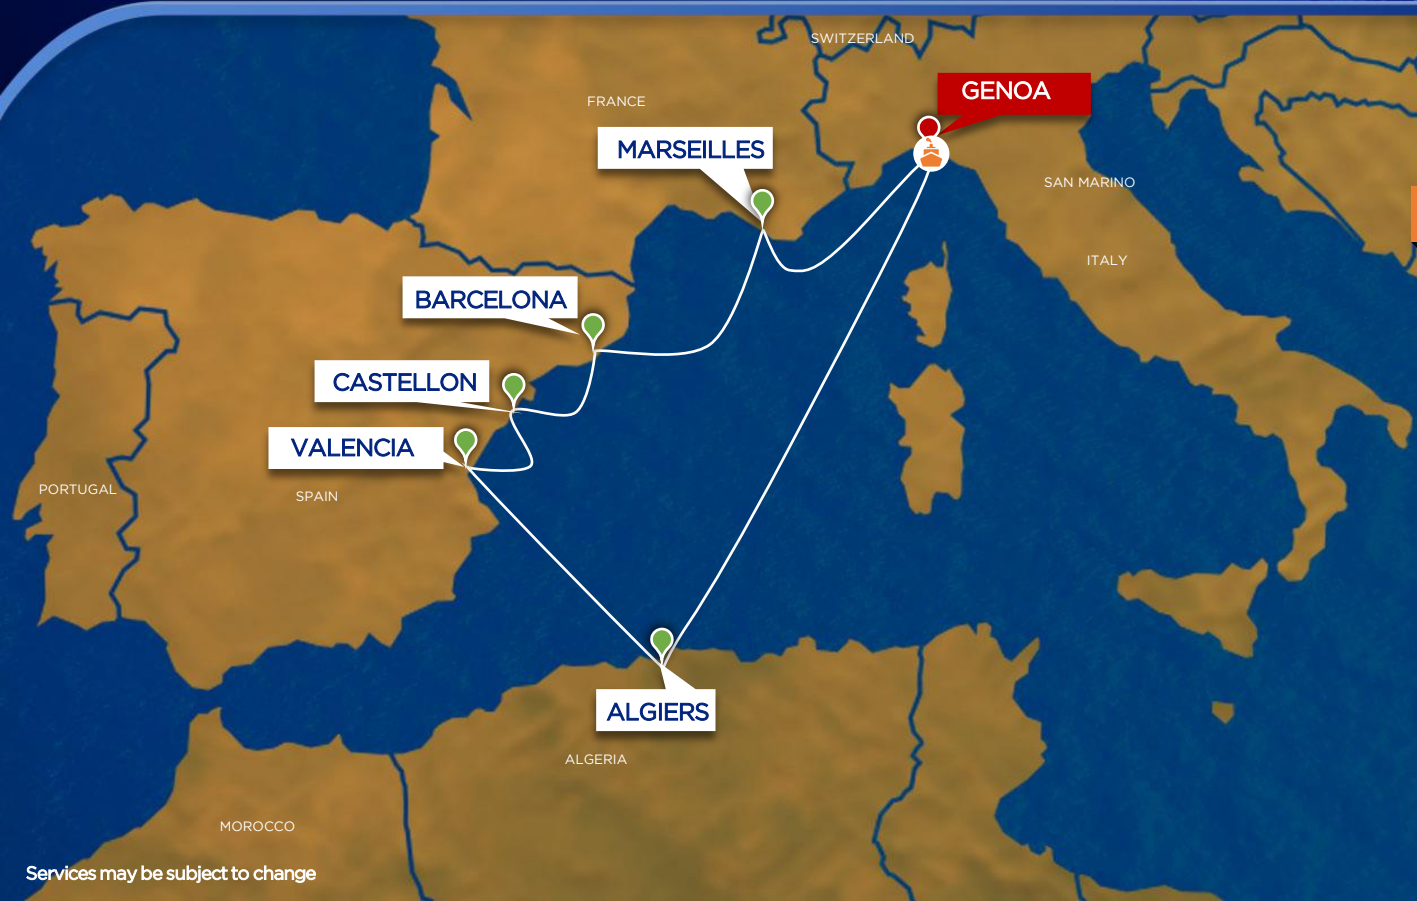 SWITZERLAND
GENOA
FRANCE
MARSEILLES
SAN MARINO
ITALY
BARCELONA
CASTELLON
VALENCIA
PORTUGAL
SPAIN
ALGIERS
ALGERIA
MOROCCO
Services may be subject to change